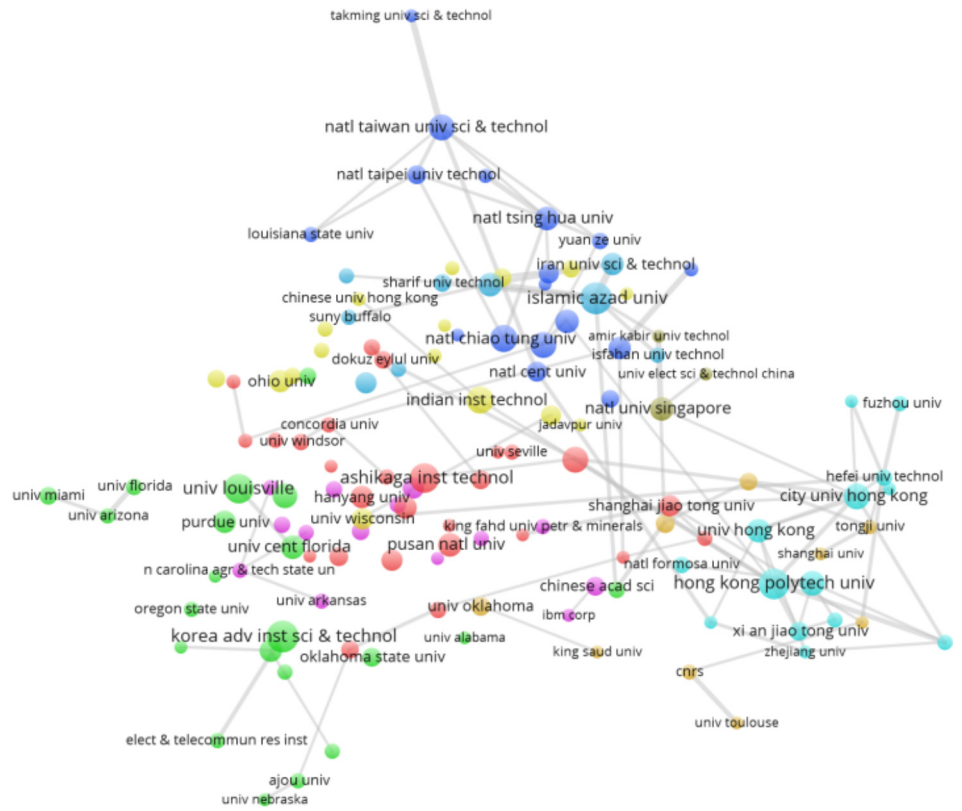 takming univ sci & technol
natl taiwan univ sci & technol
natl taipei univ technol
natl tsing hua univ
louisiana state univ
yuan ze univ
iran univ sci & technol
sharif univ technol
chinese univ hong kong
islamic azad univ
suny buffalo
natl chiao tung univ
amir kabir univ technol
dokuz eylul univ
isfahan univ technol
natl cent univ
univ elect sci & technol china
ohio univ
indian inst technol
natl univ singapore
fuzhou univ
concordia univ
jadavpur univ
univ windsor
univ seville
ashikaga inst technol
hefei univ technol
univ florida
univ louisville
univ miami
hanyang univ
city univ hong kong
shanghai jiao tong univ
univ arizona
purdue univ
univ wisconsin
king fahd univ petr & minerals
tongji univ
univ hong kong
univ cent florida
pusan natl univ
shanghai univ
natl formosa univ
n carolina agr & tech state un
chinese acad sci
hong kong polytech univ
univ arkansas
oregon state univ
univ oklahoma
ibm corp
korea adv inst sci & technol
univ alabama
xi an jiao tong univ
oklahoma state univ
king saud univ
zhejiang univ
cnrs
univ toulouse
elect & telecommun res inst
ajou univ
univ nebraska